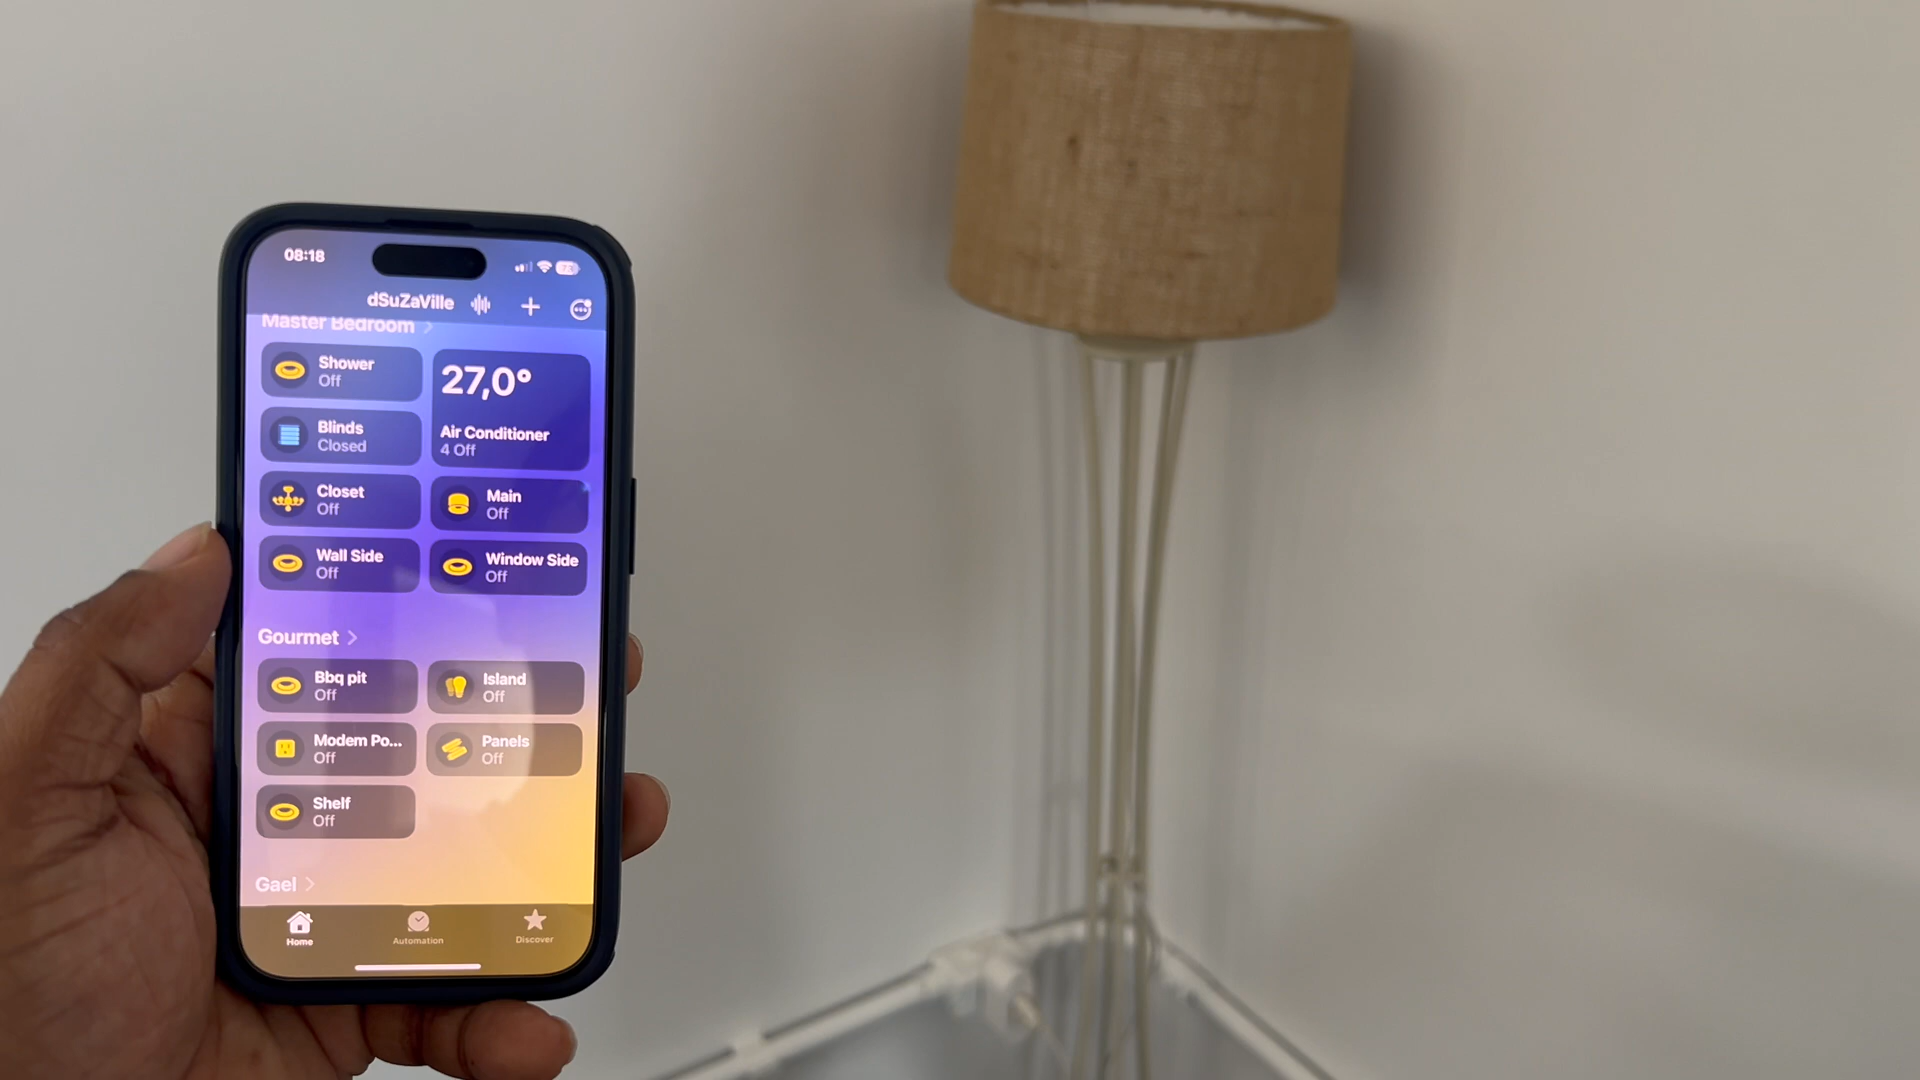 08:18
73
dSuZaVille
Master Bedroom
Shower
Off
27,0°
Air Conditioner
4 Off
Blinds
Closed
Closet
Off
Main
Off
Wall Side
Off
Window Side
Off
Gourmet
Bbq pit
Off
Island
Off
Modem Po...
Off
Panels
Off
Shelf
Off
Gael
Home
Automation
Discover